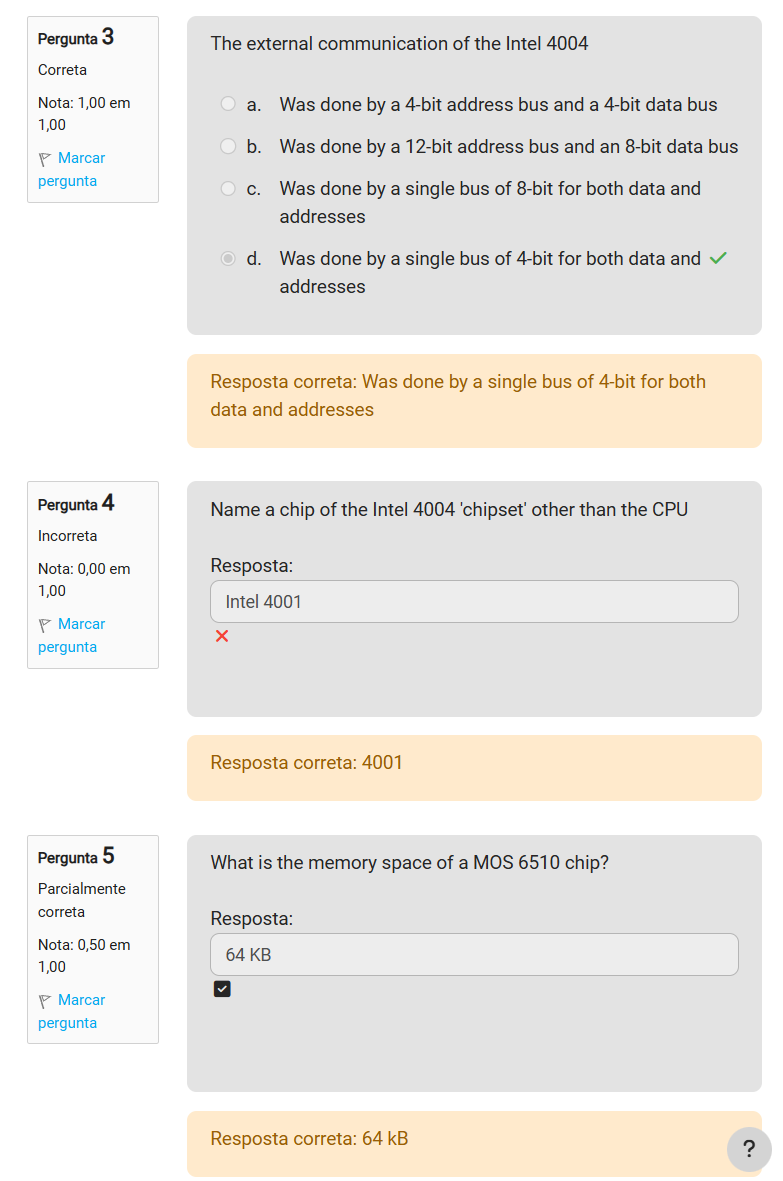 Pergunta 3
Correta
Nota: 1,00 em
1,00
Marcar
pergunta
The external communication of the Intel 4004
a. Was done by a 4-bit address bus and a 4-bit data bus
b. Was done by a 12-bit address bus and an 8-bit data bus
c. Was done by a single bus of 8-bit for both data and
addresses
d. Was done by a single bus of 4-bit for both data and
addresses
Resposta correta: Was done by a single bus of 4-bit for both
data and addresses
Pergunta 4
Incorreta
Nota: 0,00 em
1,00
Marcar
pergunta
Name a chip of the Intel 4004 'chipset' other than the CPU
Resposta:
Intel 4001
Resposta correta: 4001
Pergunta 5
Parcialmente
correta
Nota: 0,50 em
1,00
Marcar
pergunta
What is the memory space of a MOS 6510 chip?
Resposta:
64 KB
Resposta correta: 64 kB
?